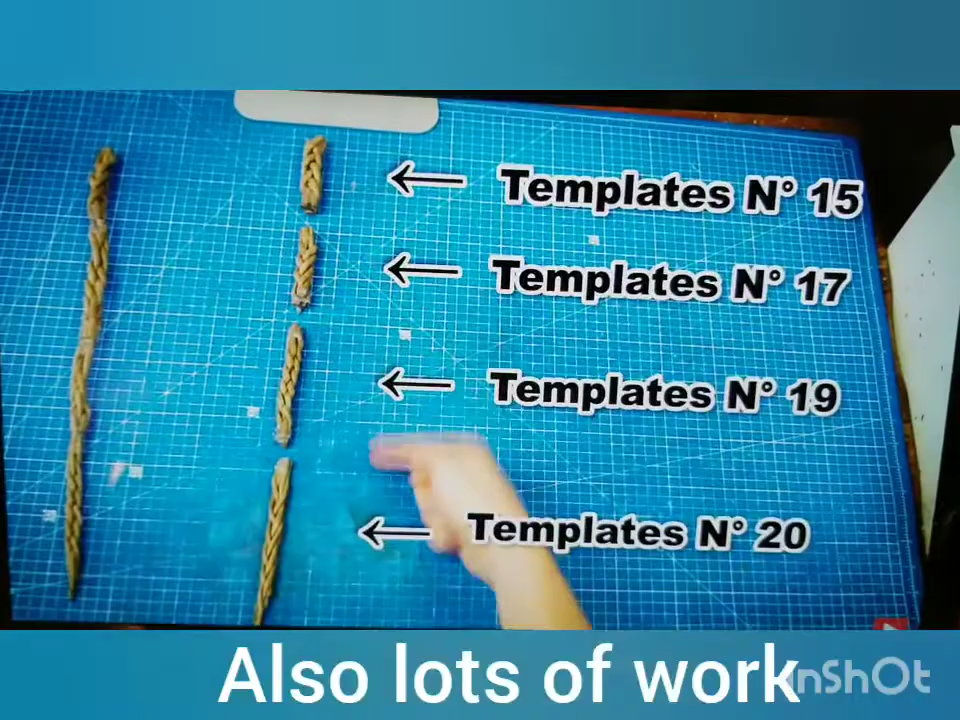 Templates N° 15
Templates N° 17
Templates N° 19
Templates N° 20
Also lots of work
InShOt